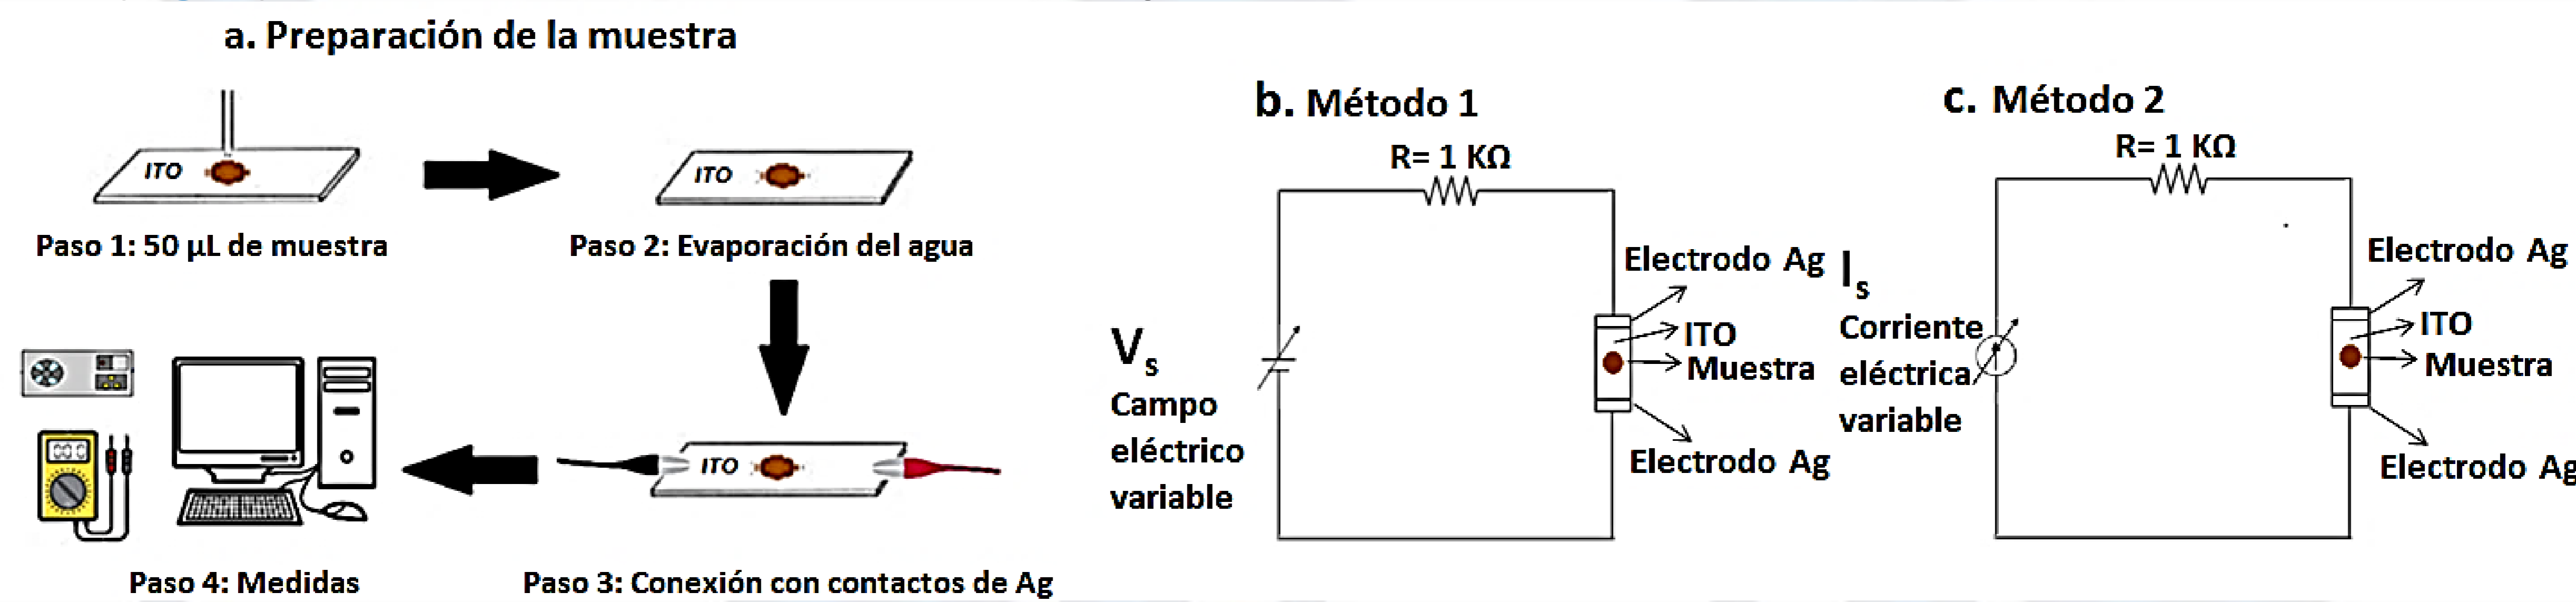 a. Preparación de la muestra
ITO
Paso 1: 50 µL de muestra
ITO
Paso 2: Evaporación del agua
ITO
Paso 3: Conexión con contactos de Ag
000
Paso 4: Medidas
b. Método 1
R= 1 KΩ
Vs
Campo
eléctrico
variable
Electrodo Ag
ITO
Muestra
Electrodo Ag
c. Método 2
R= 1 KΩ
Is
Corriente
eléctrica
variable
Electrodo Ag
ITO
Muestra
Electrodo Ag